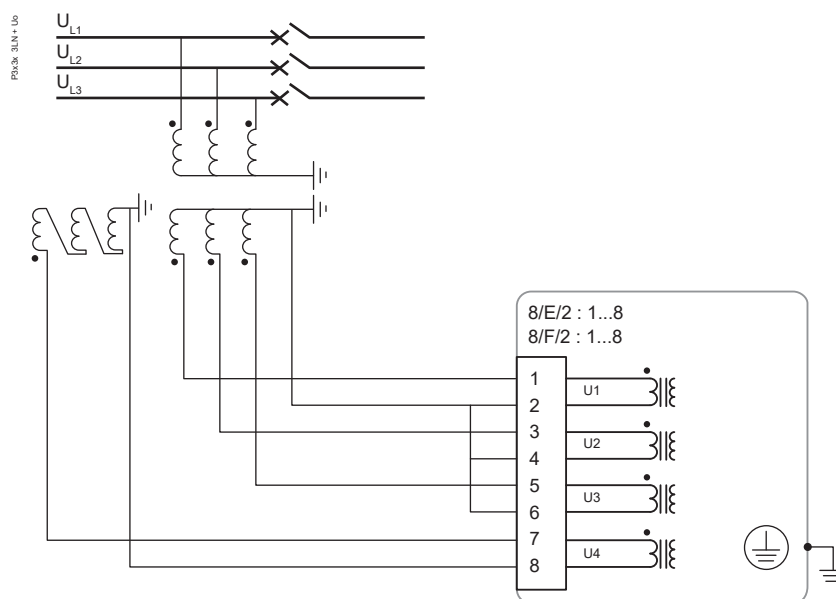 P3x3x 3LN + Uo
UL1
UL2
UL3
8/E/2 : 1...8
8/F/2 : 1...8
1
U1
2
3
U2
4
5
U3
6
7
U4
8